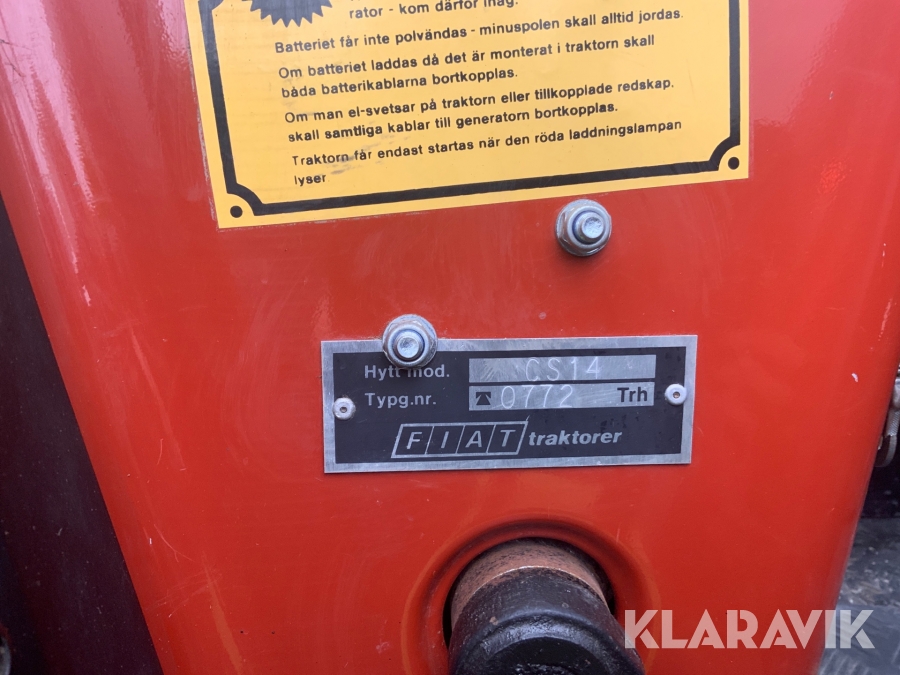 rator - kom därför ihåg:
Batteriet får inte polvändas - minuspolen skall alltid jordas.
Om batteriet laddas då det är monterat i traktorn skall
båda batterikablarna bortkopplas.
Om man el-svetsar på traktorn eller tillkopplade redskap.
skall samtliga kablar till generatorn bortkopplas.
Traktorn får endast startas när den röda laddningslampan
lyser
Hytt mod. CS14
Typg.nr. 0772 Trh
FIAT traktorer
KLARAVIK